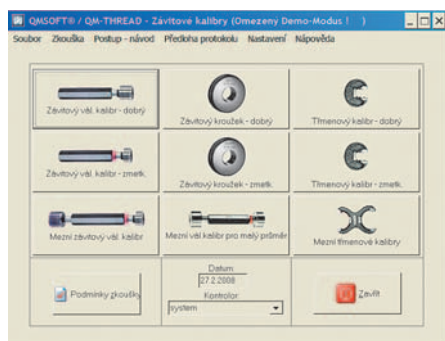 QMSOFT® / QM-THREAD - Závitové kalibry (Omezený Demo-Modus ! )
Soubor Zkouška Postup - návod Předloha protokolu Nastavení Nápověda
Závitový vál. kalibr - dobrý
Závitový kroužek - dobrý
Třmenový kalibr - dobrý
Závitový vál. kalibr - zmetk.
Závitový kroužek - zmetk.
Třmenový kalibr - zmetk.
Mezní závitový vál. kalibr
Mezní vál kalibr pro malý průměr
Mezní třmenové kalibry
Podmínky zkoušky
Datum
27.2.2008
Kontrolor
system
Zavřít